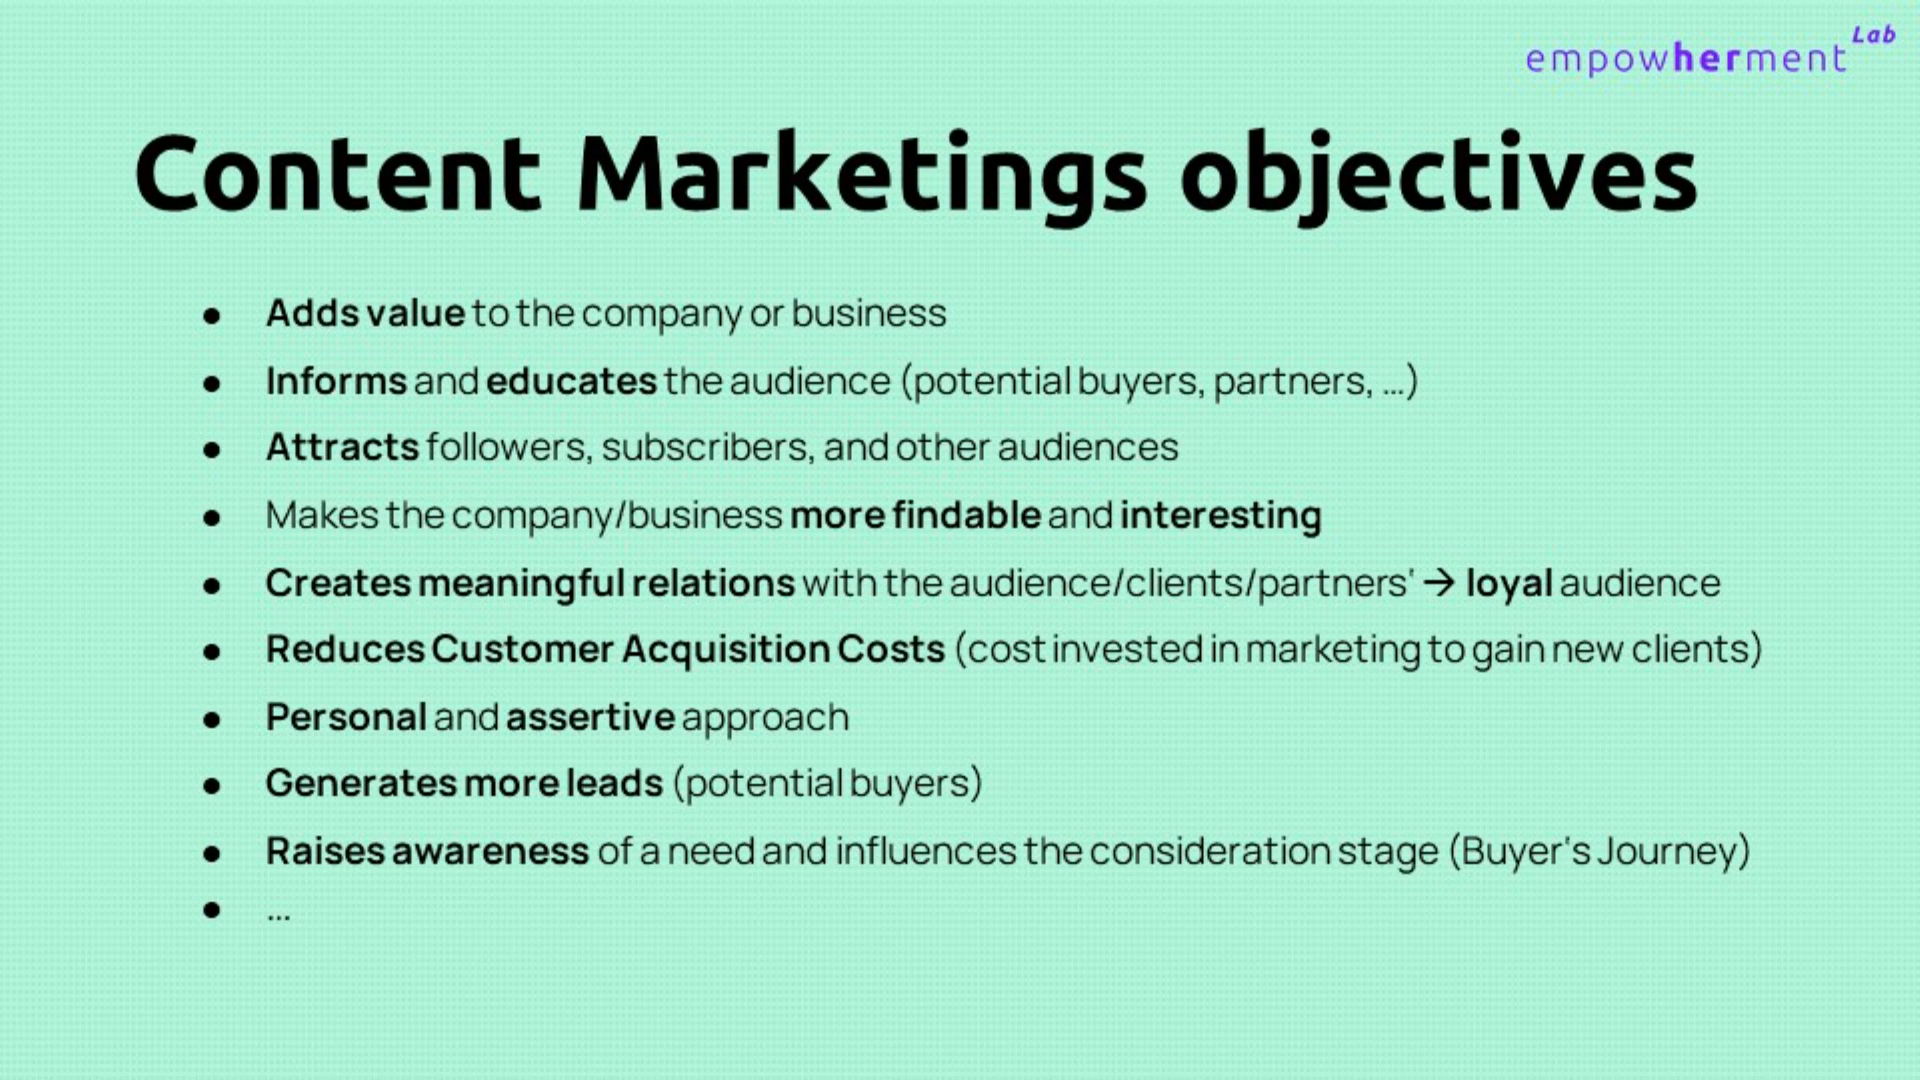 empowherment Lab
Content Marketings objectives
● Adds value to the company or business
● Informs and educates the audience (potential buyers, partners, ...)
● Attracts followers, subscribers, and other audiences
● Makes the company/business more findable and interesting
● Creates meaningful relations with the audience/clients/partners‘ → loyal audience
● Reduces Customer Acquisition Costs (cost invested in marketing to gain new clients)
● Personal and assertive approach
● Generates more leads (potential buyers)
● Raises awareness of a need and influences the consideration stage (Buyer‘s Journey)
● ...